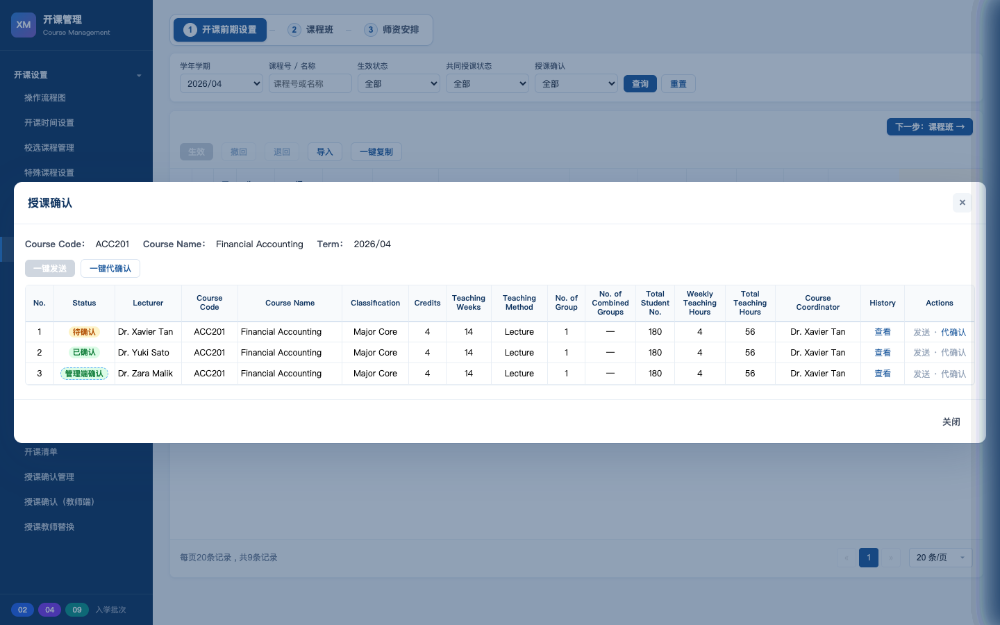 XM
开课管理
Course Management
开课设置
操作流程图
开课时间设置
校选课程管理
特殊课程设置
开课清单
授课确认管理
授课确认（教师端）
授课教师替换
02 04 09 入学批次
1 开课前期设置 — 2 课程班 — 3 师资安排
学年学期 课程号 / 名称 生效状态 共同授课状态 授课确认
2026/04 课程号或名称 全部 全部 全部 查询 重置
下一步：课程班 →
生效 撤回 退回 导入 一键复制
授课确认 ×
Course Code： ACC201 Course Name： Financial Accounting Term： 2026/04
一键发送 一键代确认
No. Status Lecturer Course Code Course Name Classification Credits Teaching Weeks Teaching Method No. of Group No. of Combined Groups Total Student No. Weekly Teaching Hours Total Teaching Hours Course Coordinator History Actions
1 待确认 Dr. Xavier Tan ACC201 Financial Accounting Major Core 4 14 Lecture 1 — 180 4 56 Dr. Xavier Tan 查看 发送 · 代确认
2 已确认 Dr. Yuki Sato ACC201 Financial Accounting Major Core 4 14 Lecture 1 — 180 4 56 Dr. Xavier Tan 查看 发送 · 代确认
3 管理端确认 Dr. Zara Malik ACC201 Financial Accounting Major Core 4 14 Lecture 1 — 180 4 56 Dr. Xavier Tan 查看 发送 · 代确认
关闭
每页20条记录，共9条记录
« 1 » 20 条/页